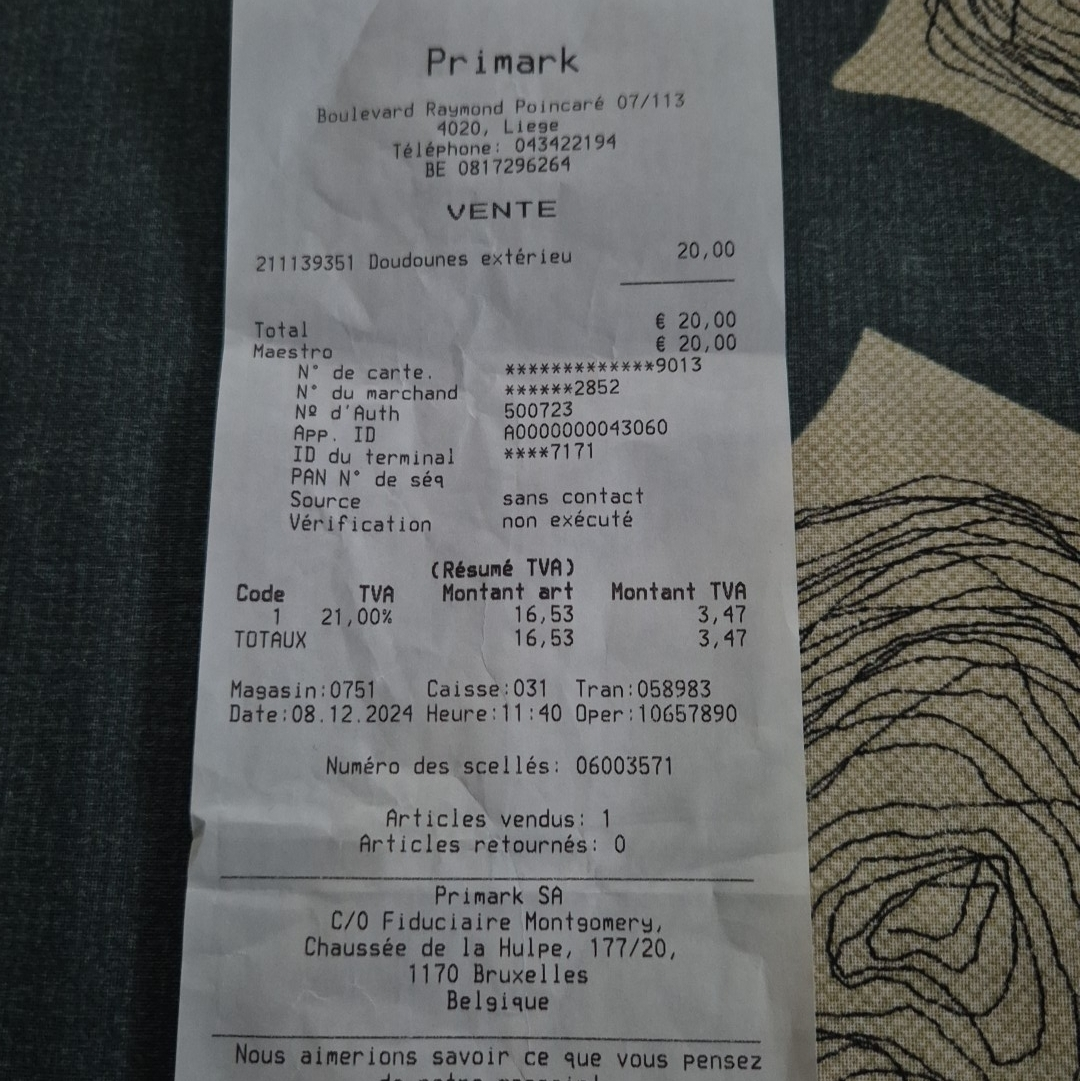 Primark
Boulevard Raymond Poincaré 07/113
4020, Liege
Téléphone: 043422194
BE 0817296264
VENTE
211139351 Doudounes extérieu 20,00
Total € 20,00
Maestro € 20,00
N° de carte. *************9013
N° du marchand ******2852
Nº d'Auth 500723
App. ID A0000000043060
ID du terminal ****7171
PAN N° de séq
Source sans contact
Vérification non exécuté
(Résumé TVA)
Code TVA Montant art Montant TVA
1 21,00% 16,53 3,47
TOTAUX 16,53 3,47
Magasin:0751 Caisse:031 Tran:058983
Date:08.12.2024 Heure:11:40 Oper:10657890
Numéro des scellés: 06003571
Articles vendus: 1
Articles retournés: 0
Primark SA
C/O Fiduciaire Montgomery,
Chaussée de la Hulpe, 177/20,
1170 Bruxelles
Belgique
Nous aimerions savoir ce que vous pensez